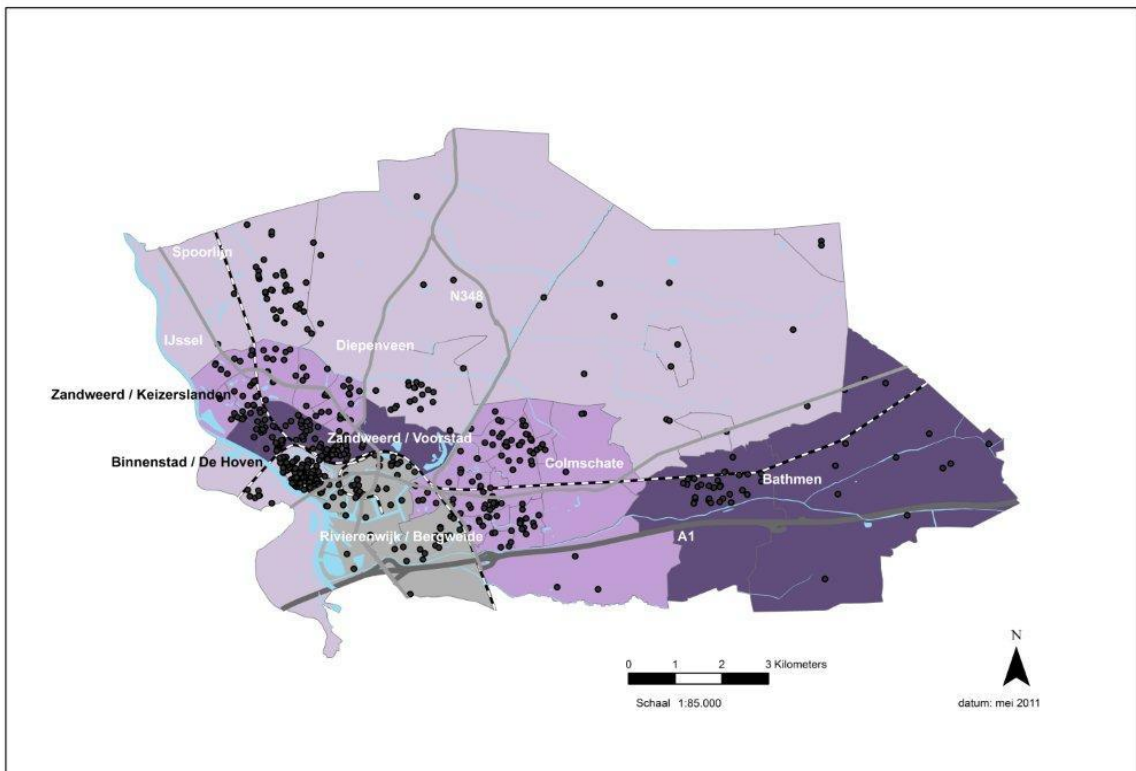 Spoorlijn
N348
IJssel
Diepenveen
Zandweerd / Keizerslanden
Zandweerd / Voorstad
Binnenstad / De Hoven
Colmschate
Bathmen
Rivierenwijk / Bergweide
A1
N
0 1 2 3 Kilometers
Schaal 1:85.000
datum: mei 2011